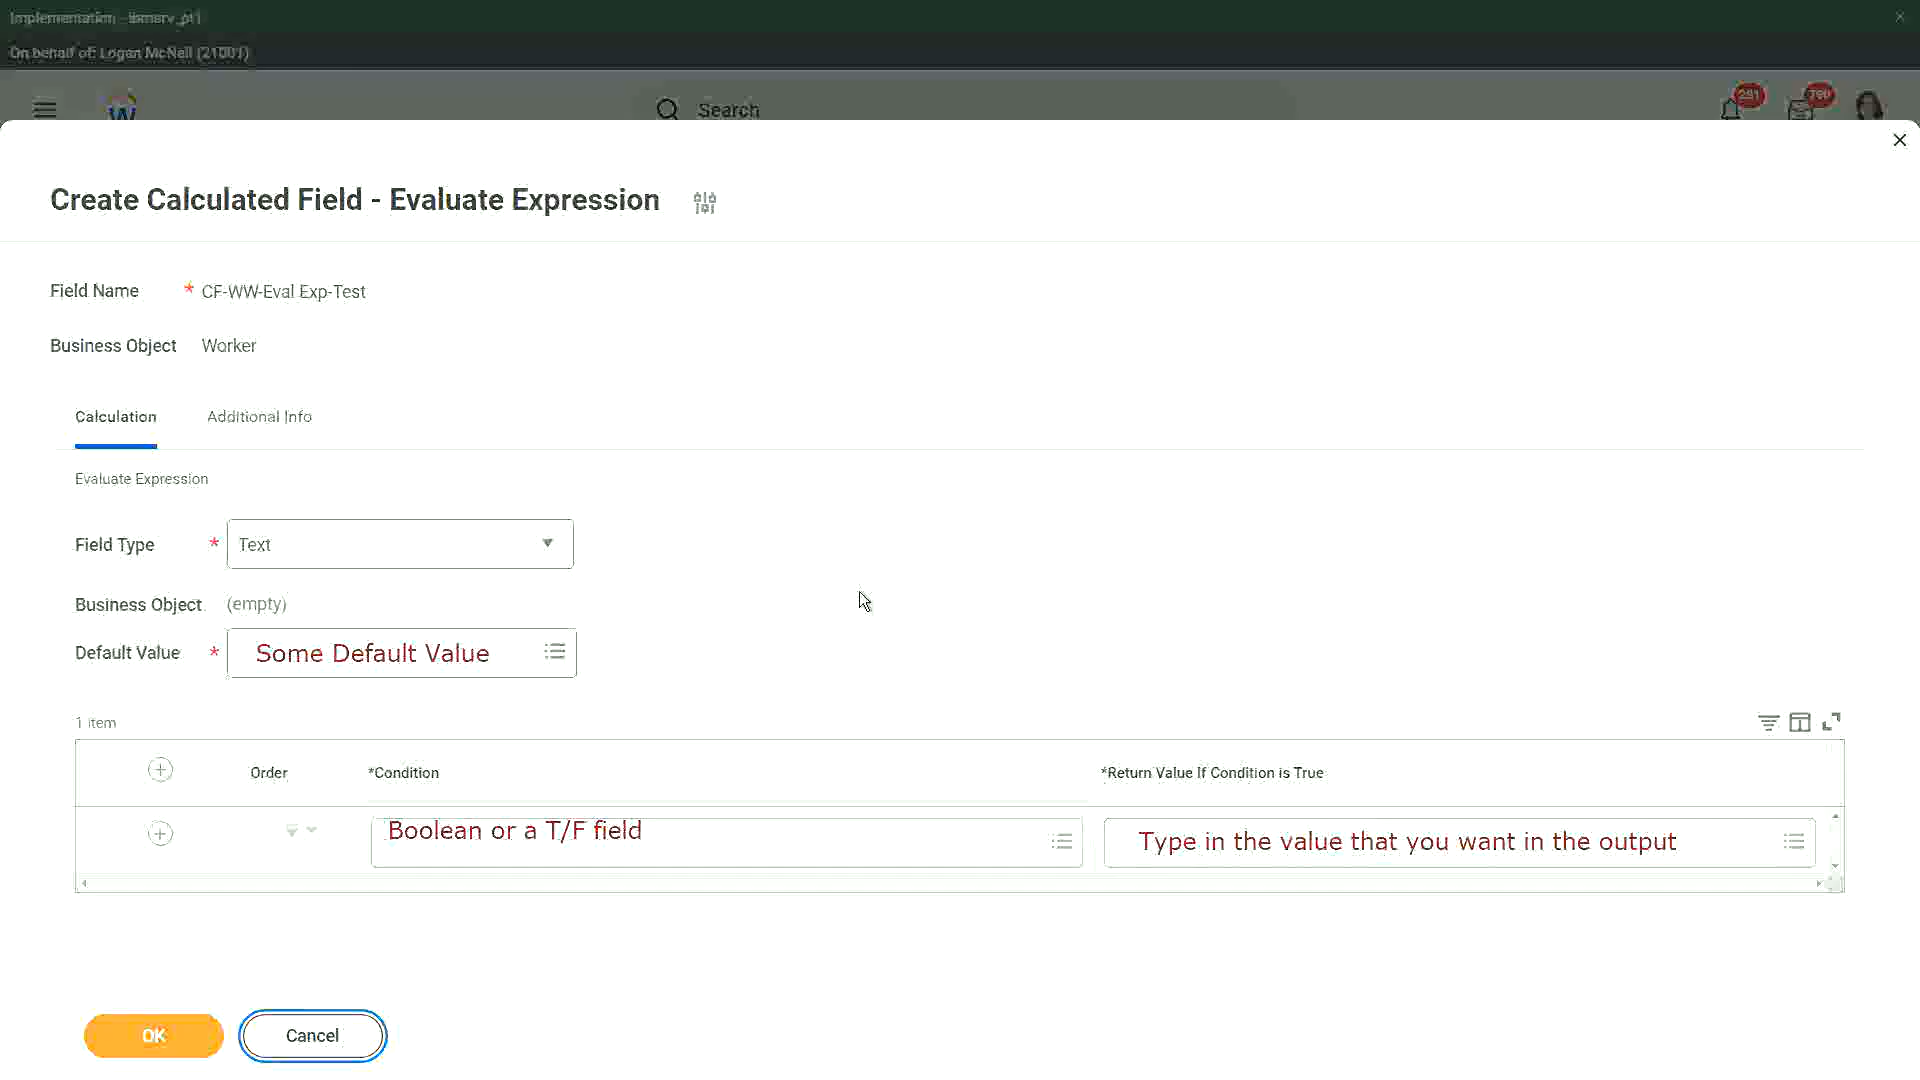 Implementation - lismarv_pt1
On behalf of: Logan McNeil (21001)
Search
Create Calculated Field - Evaluate Expression
Field Name * CF-WW-Eval Exp-Test
Business Object Worker
Calculation Additional Info
Evaluate Expression
Field Type * Text
Business Object (empty)
Default Value * Some Default Value
1 item
Order *Condition *Return Value If Condition is True
Boolean or a T/F field Type in the value that you want in the output
OK Cancel